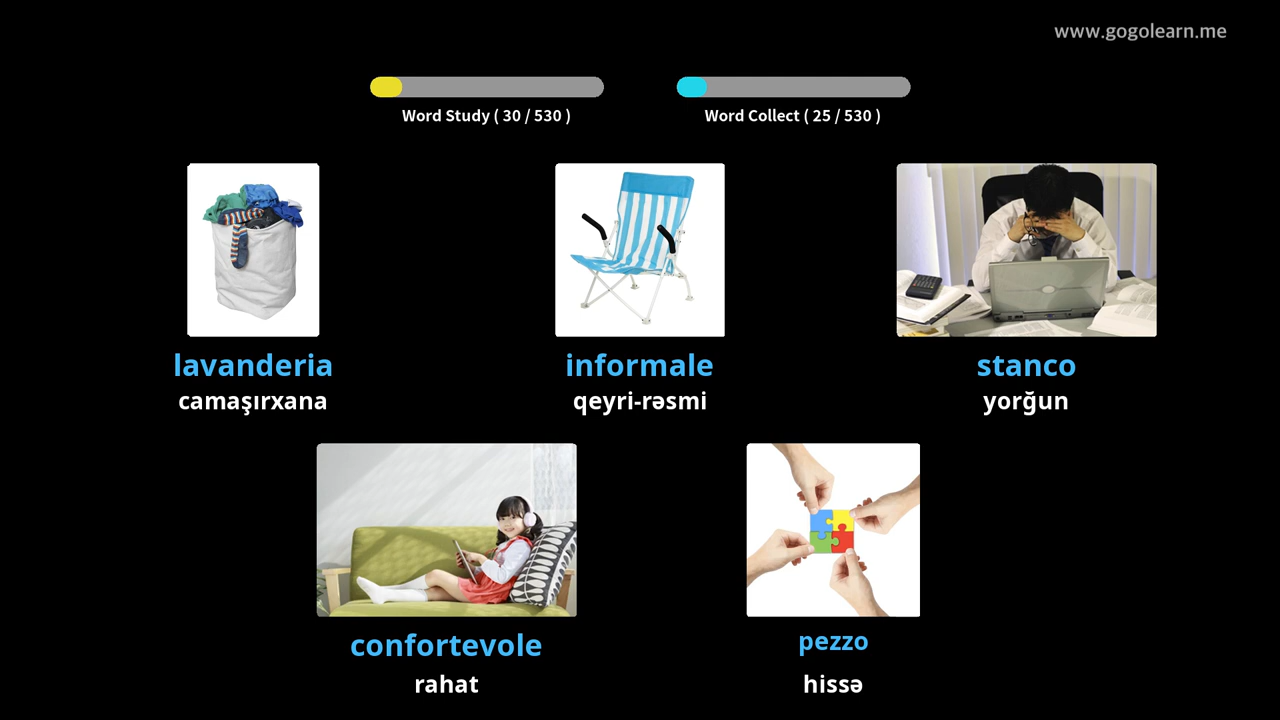 www.gogolearn.me
Word Study ( 30 / 530 )
Word Collect ( 25 / 530 )
lavanderia
camaşırxana
informale
qeyri-rəsmi
stanco
yorğun
confortevole
rahat
pezzo
hissə